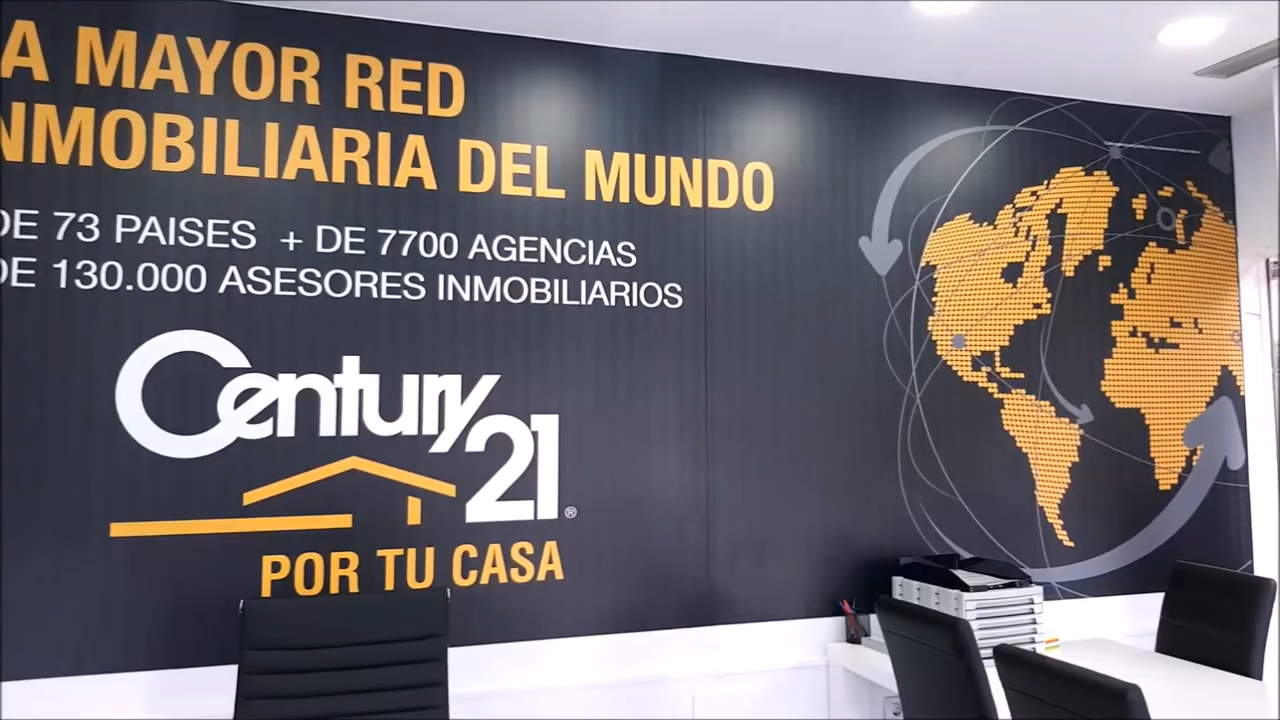 A MAYOR RED
NMOBILIARIA DEL MUNDO
DE 73 PAISES + DE 7700 AGENCIAS
DE 130.000 ASESORES INMOBILIARIOS
Century
21®
POR TU CASA